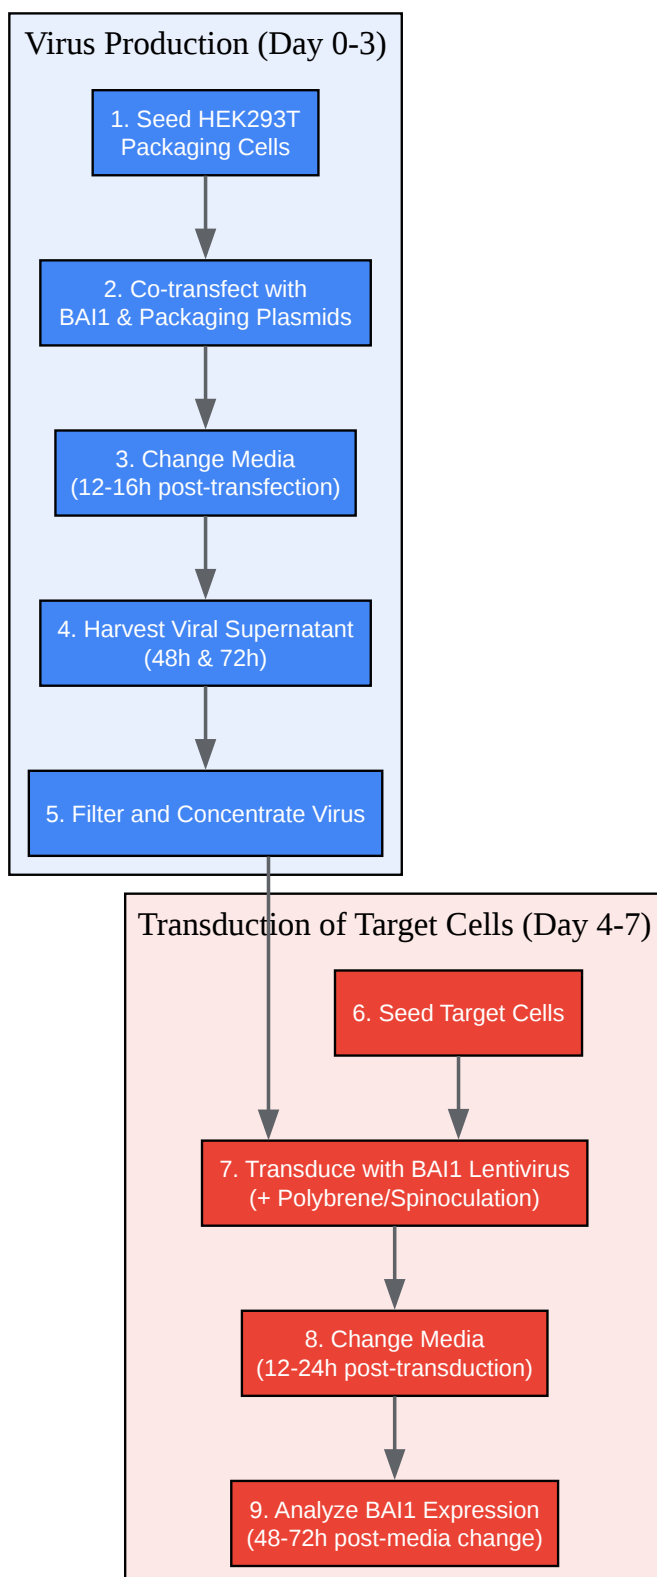 Virus Production (Day 0-3)
1. Seed HEK293T
Packaging Cells
2. Co-transfect with
BAI1 & Packaging Plasmids
3. Change Media
(12-16h post-transfection)
4. Harvest Viral Supernatant
(48h & 72h)
5. Filter and Concentrate Virus
Transduction of Target Cells (Day 4-7)
6. Seed Target Cells
7. Transduce with BAI1 Lentivirus
(+ Polybrene/Spinoculation)
8. Change Media
(12-24h post-transduction)
9. Analyze BAI1 Expression
(48-72h post-media change)